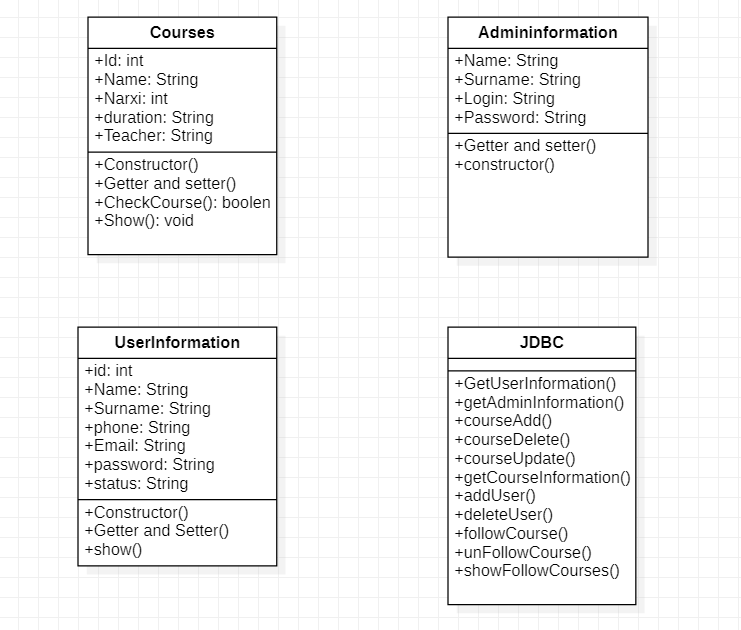 Courses
+Id: int
+Name: String
+Narxi: int
+duration: String
+Teacher: String
+Constructor()
+Getter and setter()
+CheckCourse(): boolen
+Show(): void
Admininformation
+Name: String
+Surname: String
+Login: String
+Password: String
+Getter and setter()
+constructor()
UserInformation
+id: int
+Name: String
+Surname: String
+phone: String
+Email: String
+password: String
+status: String
+Constructor()
+Getter and Setter()
+show()
JDBC
+GetUserInformation()
+getAdminInformation()
+courseAdd()
+courseDelete()
+courseUpdate()
+getCourseInformation()
+addUser()
+deleteUser()
+followCourse()
+unFollowCourse()
+showFollowCourses()